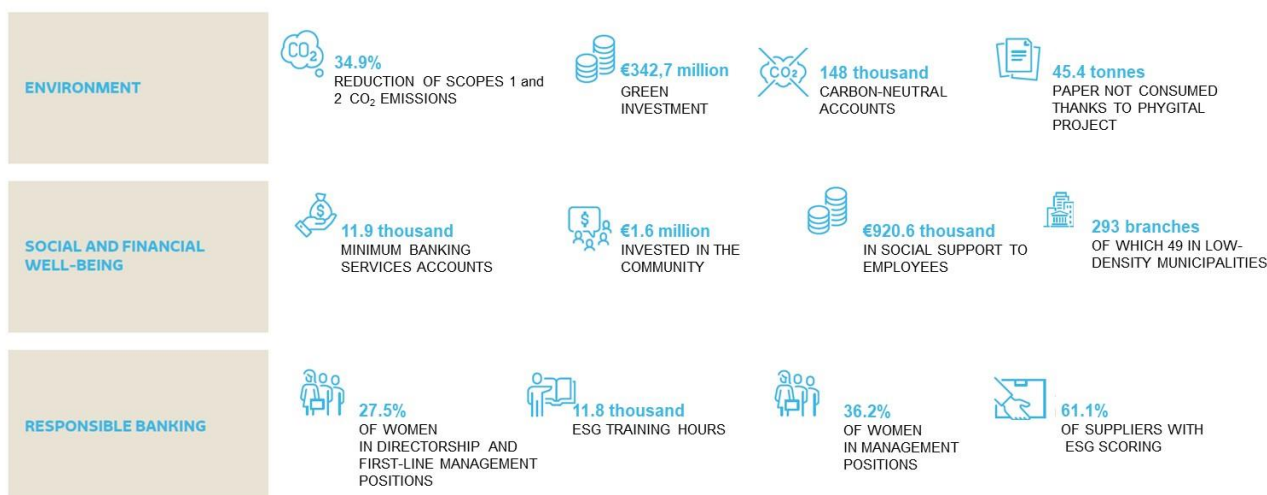 ENVIRONMENT
CO2
34.9%
REDUCTION OF SCOPES 1 and
2 CO₂ EMISSIONS
€342,7 million
GREEN
INVESTMENT
CO2
148 thousand
CARBON-NEUTRAL
ACCOUNTS
45.4 tonnes
PAPER NOT CONSUMED
THANKS TO PHYGITAL
PROJECT
SOCIAL AND FINANCIAL
WELL-BEING
$
11.9 thousand
MINIMUM BANKING
SERVICES ACCOUNTS
$
€1.6 million
INVESTED IN THE
COMMUNITY
€920.6 thousand
IN SOCIAL SUPPORT TO
EMPLOYEES
293 branches
OF WHICH 49 IN LOW-
DENSITY MUNICIPALITIES
RESPONSIBLE BANKING
27.5%
OF WOMEN
IN DIRECTORSHIP AND
FIRST-LINE MANAGEMENT
POSITIONS
11.8 thousand
ESG TRAINING HOURS
36.2%
OF WOMEN
IN MANAGEMENT
POSITIONS
61.1%
OF SUPPLIERS WITH
ESG SCORING